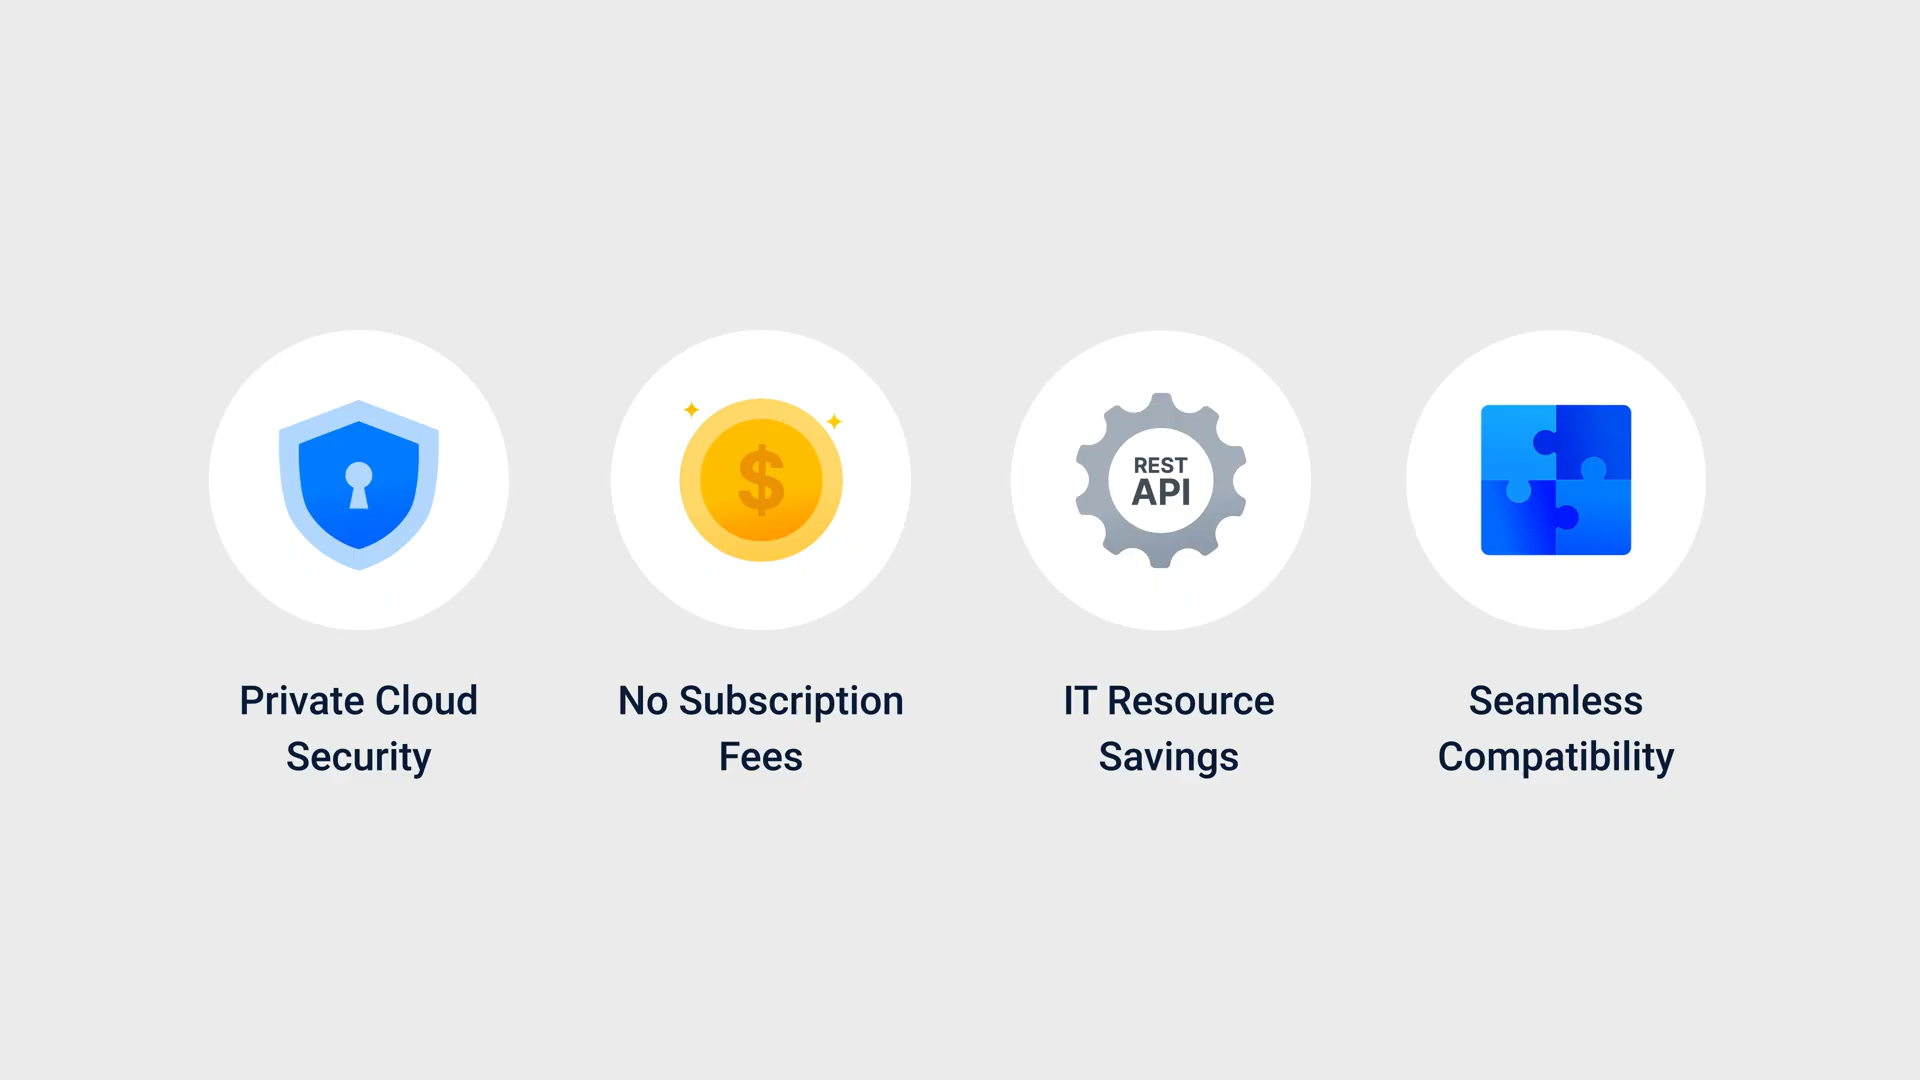 $
REST
API
Private Cloud
Security
No Subscription
Fees
IT Resource
Savings
Seamless
Compatibility